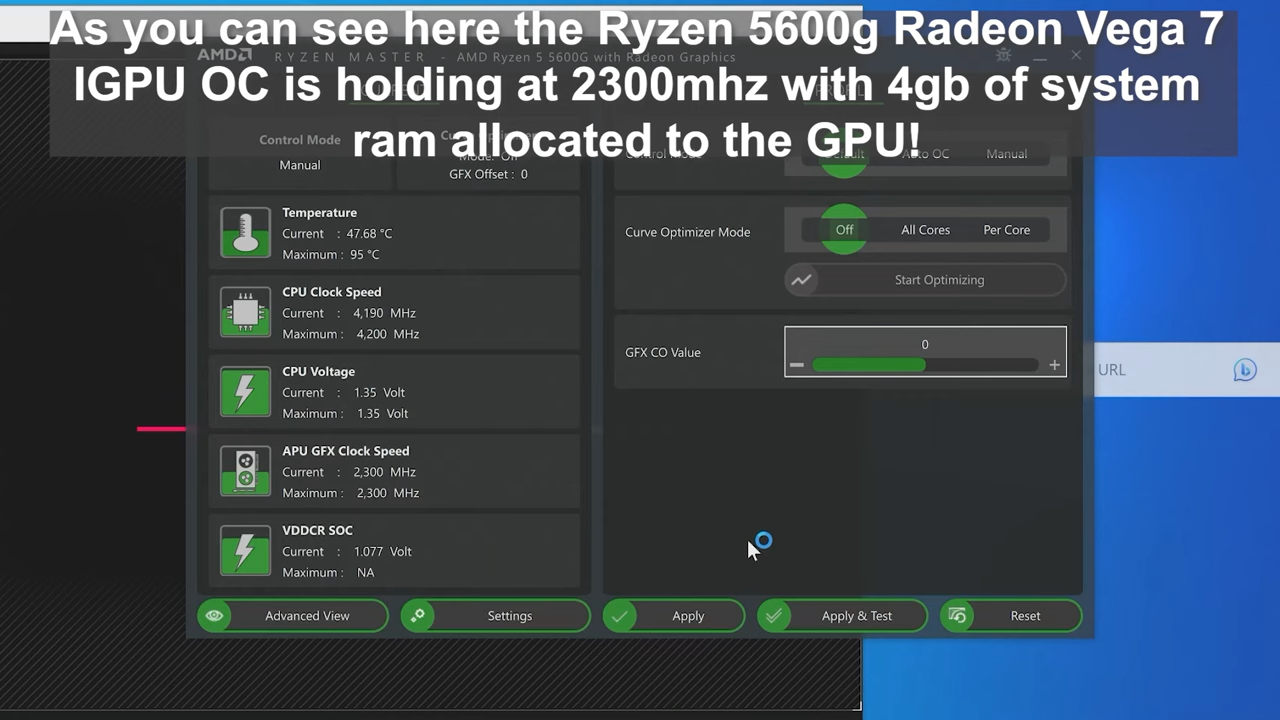 As you can see here the Ryzen 5600g Radeon Vega 7
IGPU OC is holding at 2300mhz with 4gb of system
ram allocated to the GPU!
AMD RYZEN MASTER - AMD Ryzen 5 5600G with Radeon Graphics
Control Mode
Manual
Mode: Off
GFX Offset : 0
Temperature
Current : 47.68 °C
Maximum : 95 °C
CPU Clock Speed
Current : 4,190 MHz
Maximum : 4,200 MHz
CPU Voltage
Current : 1.35 Volt
Maximum : 1.35 Volt
APU GFX Clock Speed
Current : 2,300 MHz
Maximum : 2,300 MHz
VDDCR SOC
Current : 1.077 Volt
Maximum : NA
Control Mode
Default Auto OC Manual
Curve Optimizer Mode
Off All Cores Per Core
Start Optimizing
GFX CO Value
0
− +
Advanced View
Settings
Apply
Apply & Test
Reset
URL